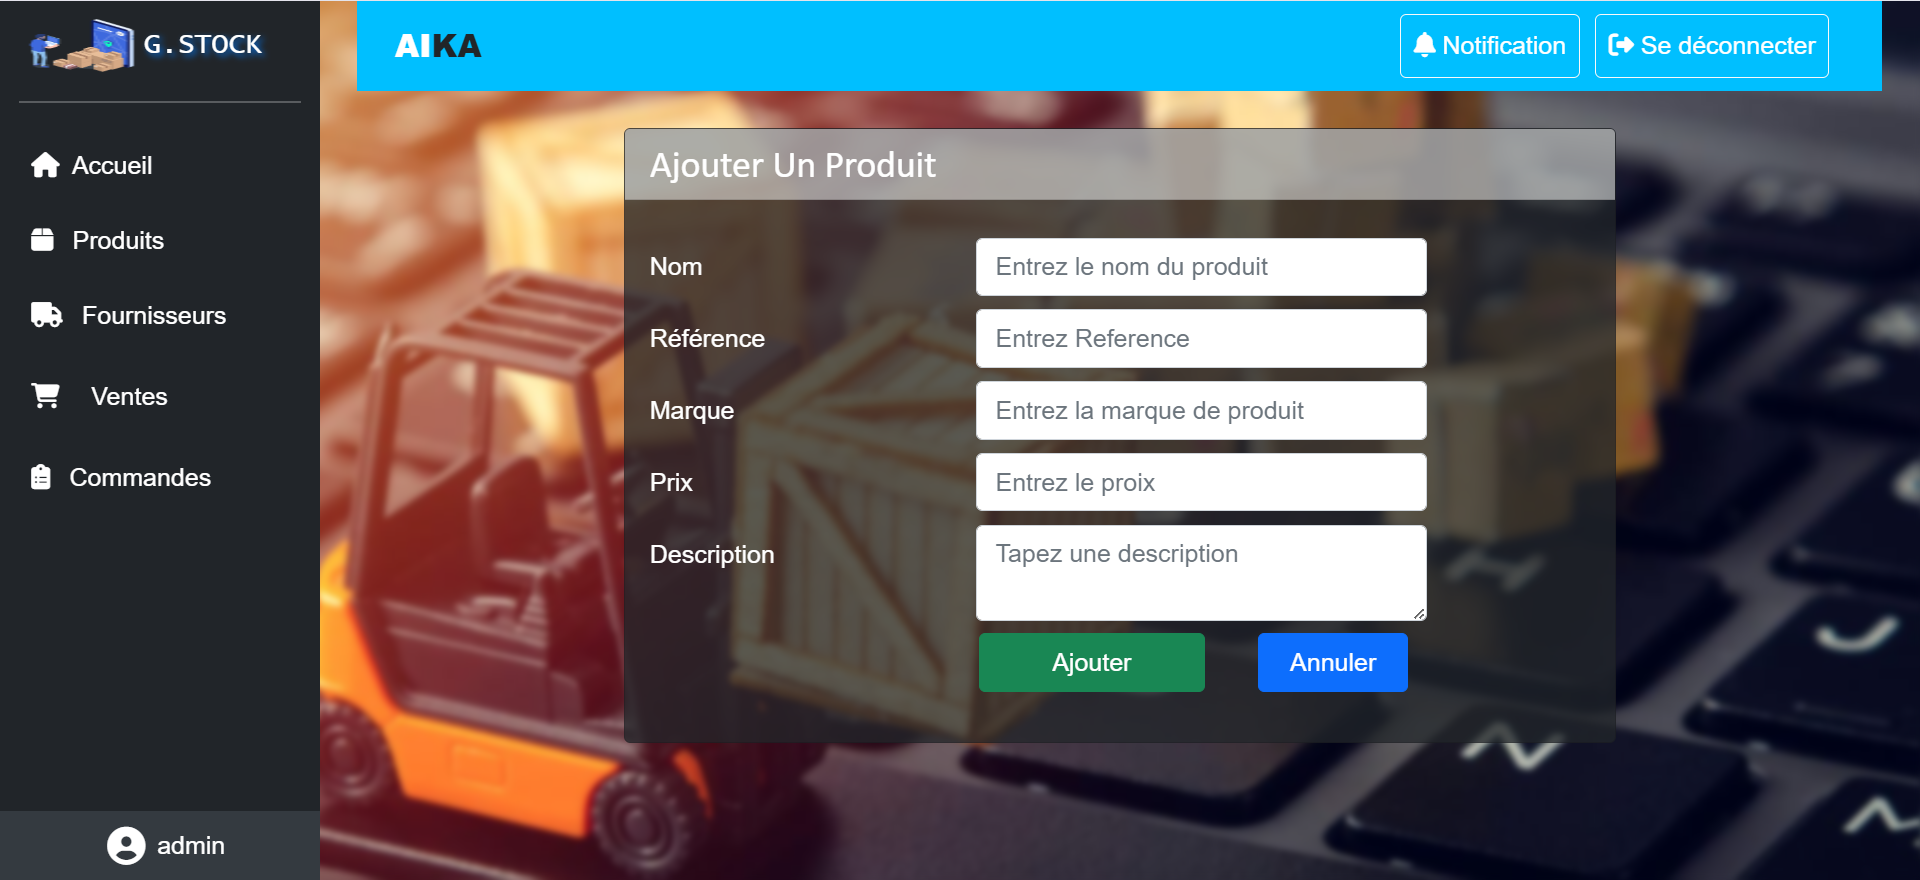 G.STOCK
Accueil
Produits
Fournisseurs
Ventes
Commandes
admin
AIKA
Notification
Se déconnecter
Ajouter Un Produit
Nom
Entrez le nom du produit
Référence
Entrez Reference
Marque
Entrez la marque de produit
Prix
Entrez le proix
Description
Tapez une description
Ajouter
Annuler
H
J
N
M